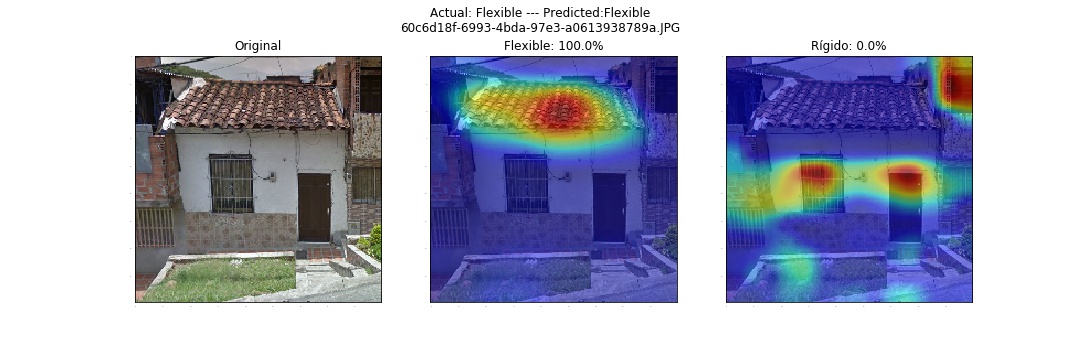 Actual: Flexible --- Predicted:Flexible
60c6d18f-6993-4bda-97e3-a0613938789a.JPG
Original
Flexible: 100.0%
Rígido: 0.0%